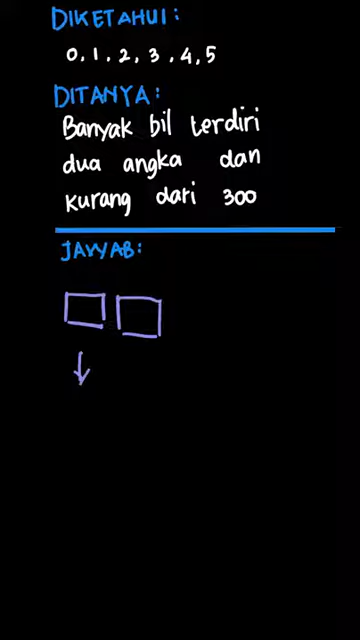 DIKETAHUI:
0, 1, 2, 3, 4, 5
DITANYA:
Banyak bil terdiri
dua angka dan
kurang dari 300
JAWAB: